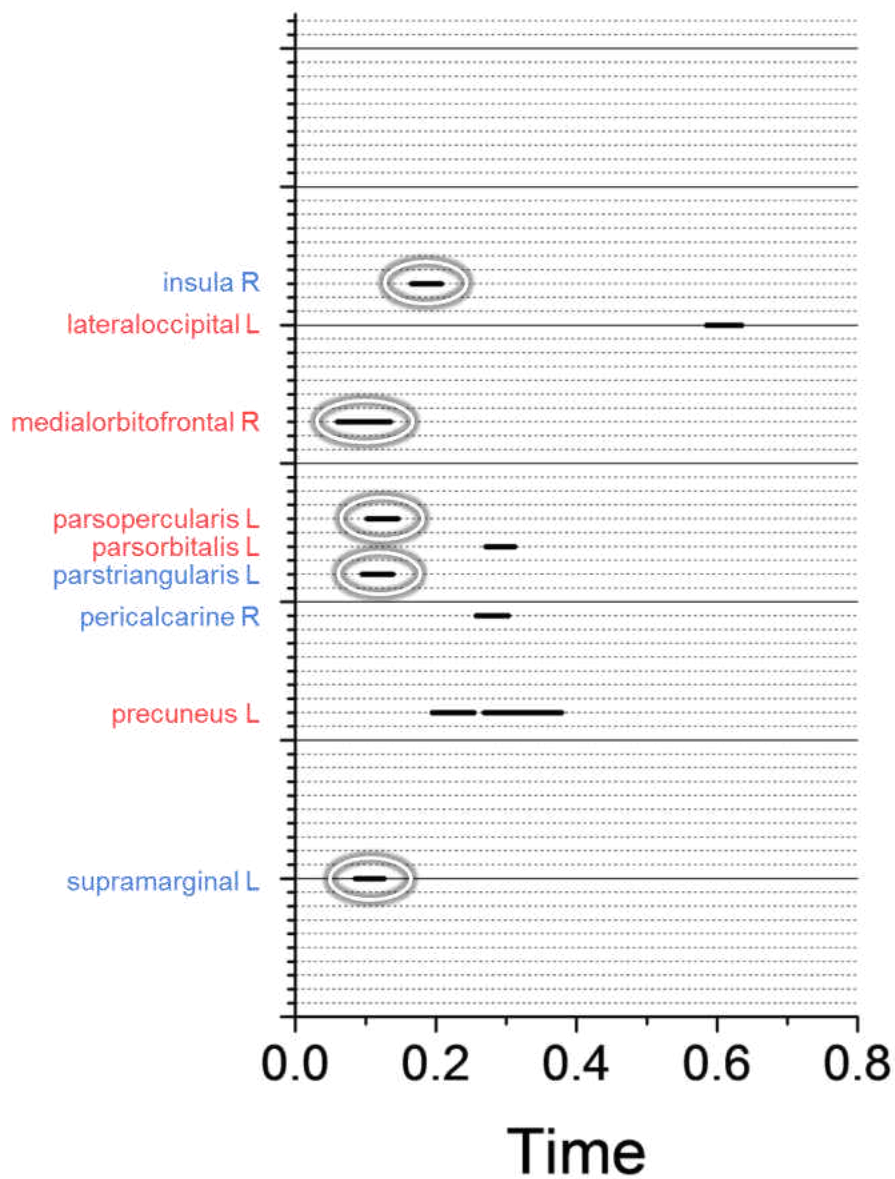 insula R
lateraloccipital L
medialorbitofrontal R
parsopercularis L
parsorbitalis L
parstriangularis L
pericalcarine R
precuneus L
supramarginal L
0.0 0.2 0.4 0.6 0.8
Time